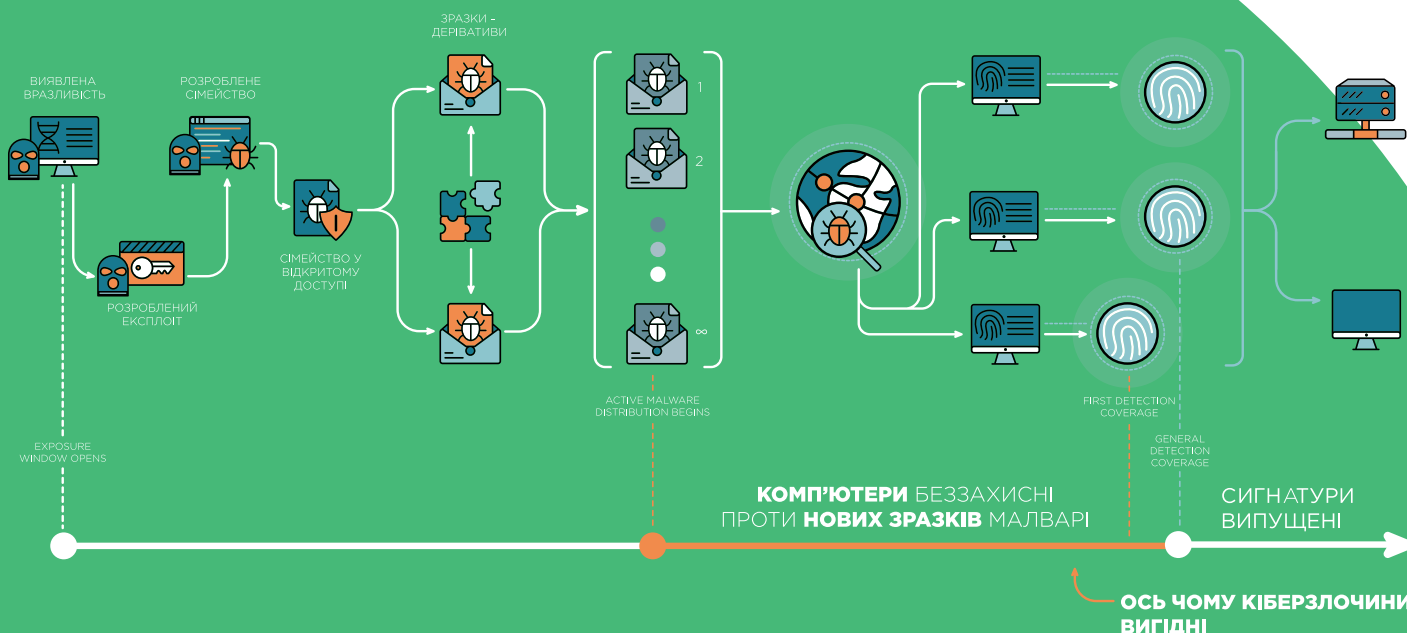 ЗРАЗКИ –
ДЕРІВАТИВИ
ВИЯВЛЕНА
ВРАЗЛИВІСТЬ
РОЗРОБЛЕНЕ
СІМЕЙСТВО
1
2
СІМЕЙСТВО У
ВІДКРИТОМУ
ДОСТУПІ
РОЗРОБЛЕНИЙ
ЕКСПЛОІТ
∞
ACTIVE MALWARE
DISTRIBUTION BEGINS
FIRST DETECTION
COVERAGE
EXPOSURE
WINDOW OPENS
GENERAL
DETECTION
COVERAGE
КОМП'ЮТЕРИ БЕЗЗАХИСНІ
ПРОТИ НОВИХ ЗРАЗКІВ МАЛВАРІ
СИГНАТУРИ
ВИПУЩЕНІ
ОСЬ ЧОМУ КІБЕРЗЛОЧИНИ
ВИГІДНІ